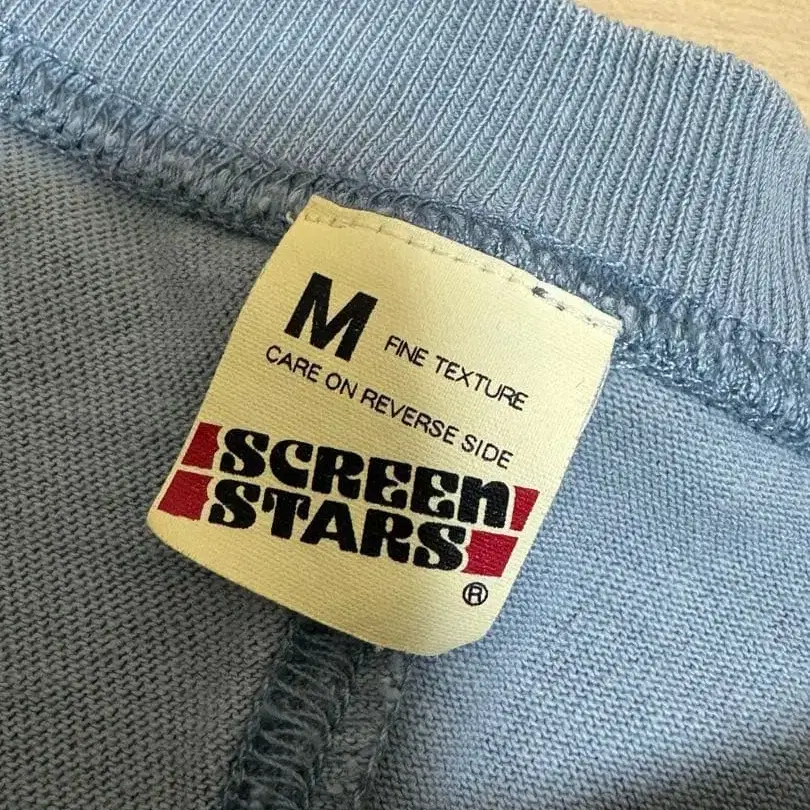 M FINE TEXTURE
CARE ON REVERSE SIDE
SCREEN
STARS
®